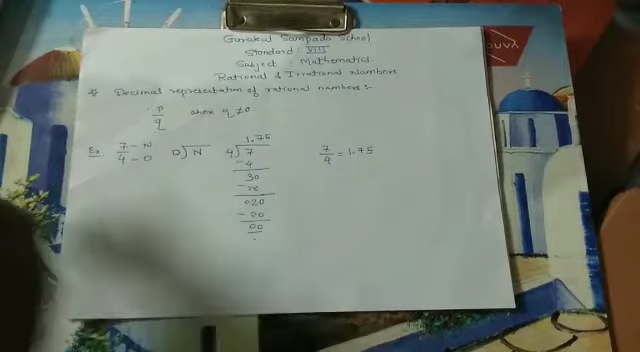 Gurukul Sampada School
Standard : VIII
Subject : Mathematics
Rational & Irrational Numbers
* Decimal representation of rational numbers :-
p/q where q ≠ 0
Ex 7 - N / 4 - D
D)N
1.75
4)7
-4
30
-28
020
-00
00
7/4 = 1.75